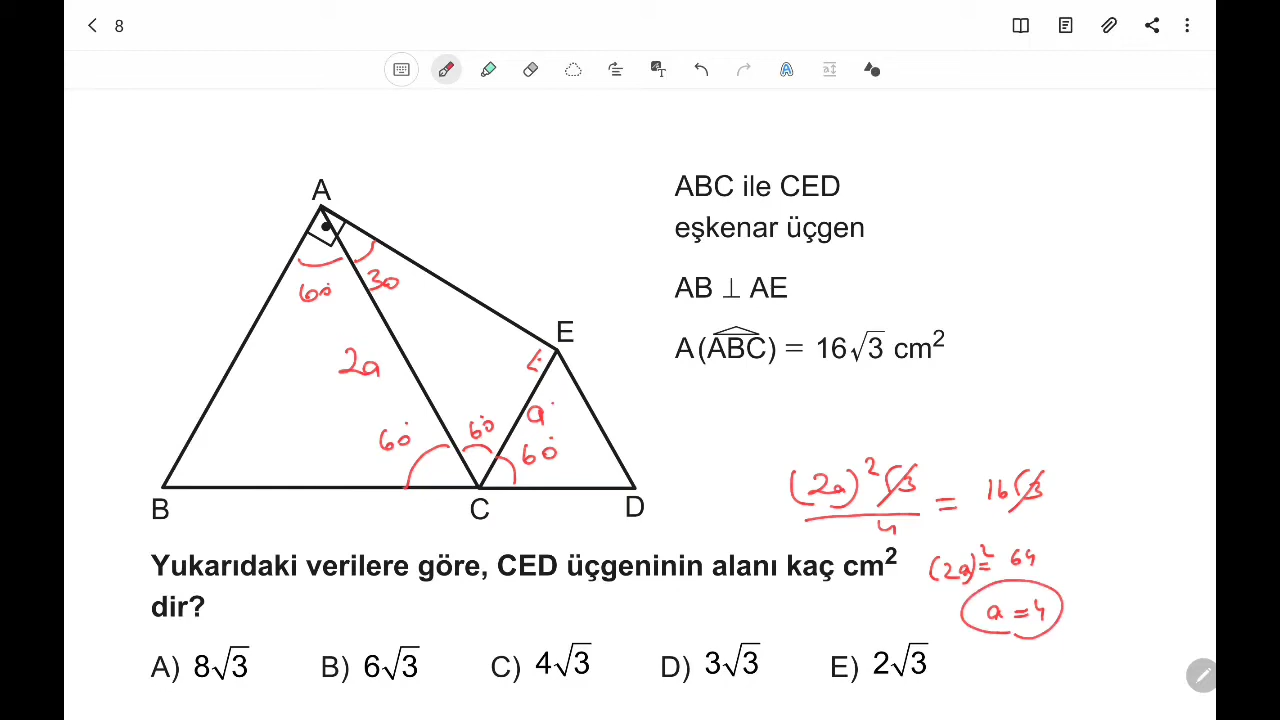 8
A
ABC ile CED
eşkenar üçgen
AB ⊥ AE
A(ABC) = 16√3 cm²
60°
30
E
2a
a
60°
60°
60°
B
C
D
(2a)²√3 / 4 = 16√3
(2a)² = 64
a = 4
Yukarıdaki verilere göre, CED üçgeninin alanı kaç cm²
dir?
A) 8√3 B) 6√3 C) 4√3 D) 3√3 E) 2√3